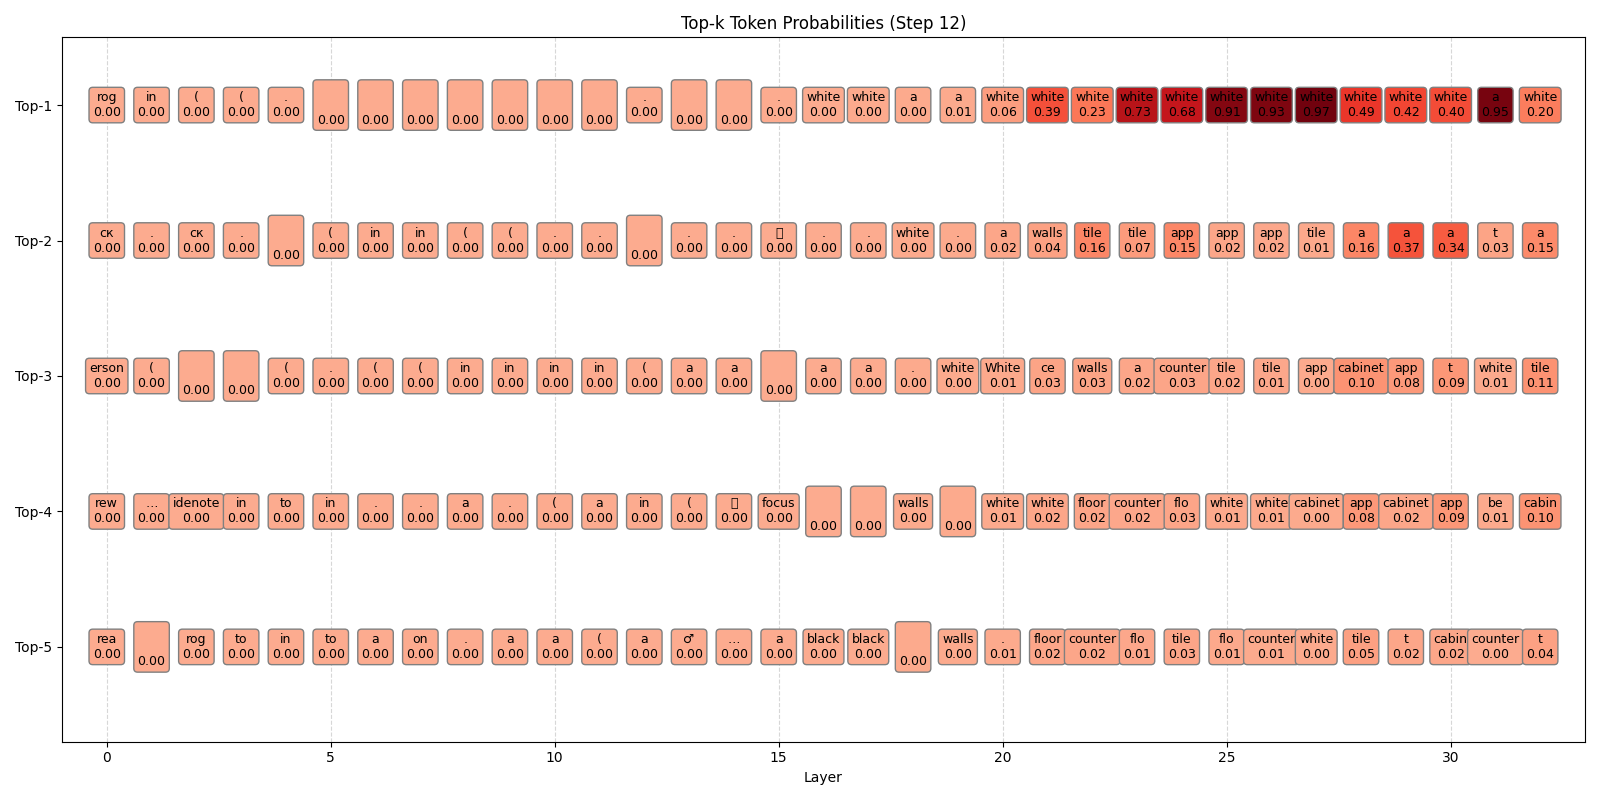 Top-k Token Probabilities (Step 12)
Top-1
rog in ( ( . . . white white a a white white white white white white white white white white white a white
0.00 0.00 0.00 0.00 0.00 0.00 0.00 0.00 0.00 0.00 0.00 0.00 0.00 0.00 0.00 0.00 0.00 0.00 0.00 0.01 0.06 0.39 0.23 0.73 0.68 0.91 0.93 0.97 0.49 0.42 0.40 0.95 0.20
Top-2
ск . ск . ( in in ( ( . . . . . . white . a walls tile tile app app app tile a a a t a
0.00 0.00 0.00 0.00 0.00 0.00 0.00 0.00 0.00 0.00 0.00 0.00 0.00 0.00 0.00 0.00 0.00 0.00 0.00 0.00 0.02 0.04 0.16 0.07 0.15 0.02 0.02 0.01 0.16 0.37 0.34 0.03 0.15
Top-3
erson ( ( . ( ( in in in in ( a a a a . white White ce walls a counter tile tile app cabinet app t white tile
0.00 0.00 0.00 0.00 0.00 0.00 0.00 0.00 0.00 0.00 0.00 0.00 0.00 0.00 0.00 0.00 0.00 0.00 0.00 0.00 0.01 0.03 0.03 0.02 0.03 0.02 0.01 0.00 0.10 0.08 0.09 0.01 0.11
Top-4
rew ... idenote in to in . . a . ( a in ( focus walls white white floor counter flo white white cabinet app cabinet app be cabin
0.00 0.00 0.00 0.00 0.00 0.00 0.00 0.00 0.00 0.00 0.00 0.00 0.00 0.00 0.00 0.00 0.00 0.00 0.00 0.00 0.01 0.02 0.02 0.02 0.03 0.01 0.01 0.00 0.08 0.02 0.09 0.01 0.10
Top-5
rea rog to in to a on . a a ( a ♂ ... a black black walls . floor counter flo tile flo counter white tile t cabin counter t
0.00 0.00 0.00 0.00 0.00 0.00 0.00 0.00 0.00 0.00 0.00 0.00 0.00 0.00 0.00 0.00 0.00 0.00 0.00 0.00 0.01 0.02 0.02 0.01 0.03 0.01 0.01 0.00 0.05 0.02 0.02 0.00 0.04
0 5 10 15 20 25 30
Layer